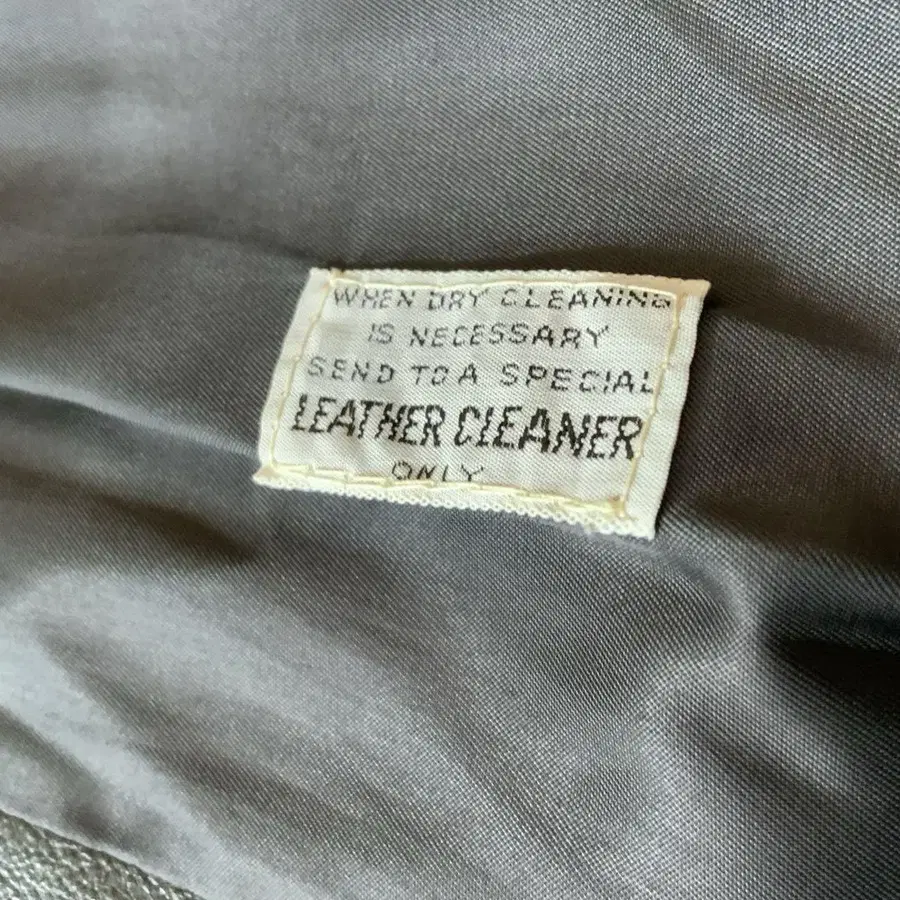 WHEN DRY CLEANING
IS NECESSARY
SEND TO A SPECIAL
LEATHER CLEANER
ONLY